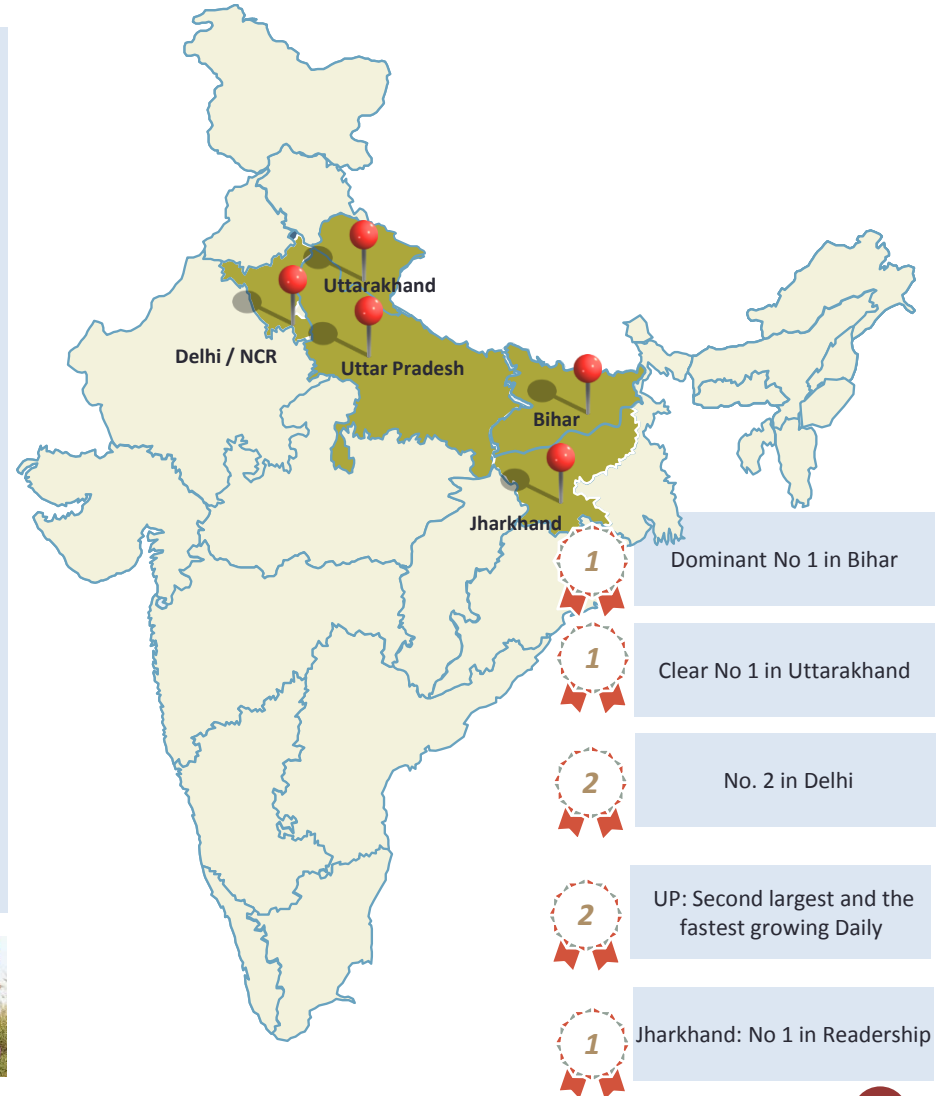 Uttarakhand
Delhi / NCR
Uttar Pradesh
Bihar
Jharkhand
1
Dominant No 1 in Bihar
1
Clear No 1 in Uttarakhand
2
No. 2 in Delhi
2
UP: Second largest and the
fastest growing Daily
1
Jharkhand: No 1 in Readership